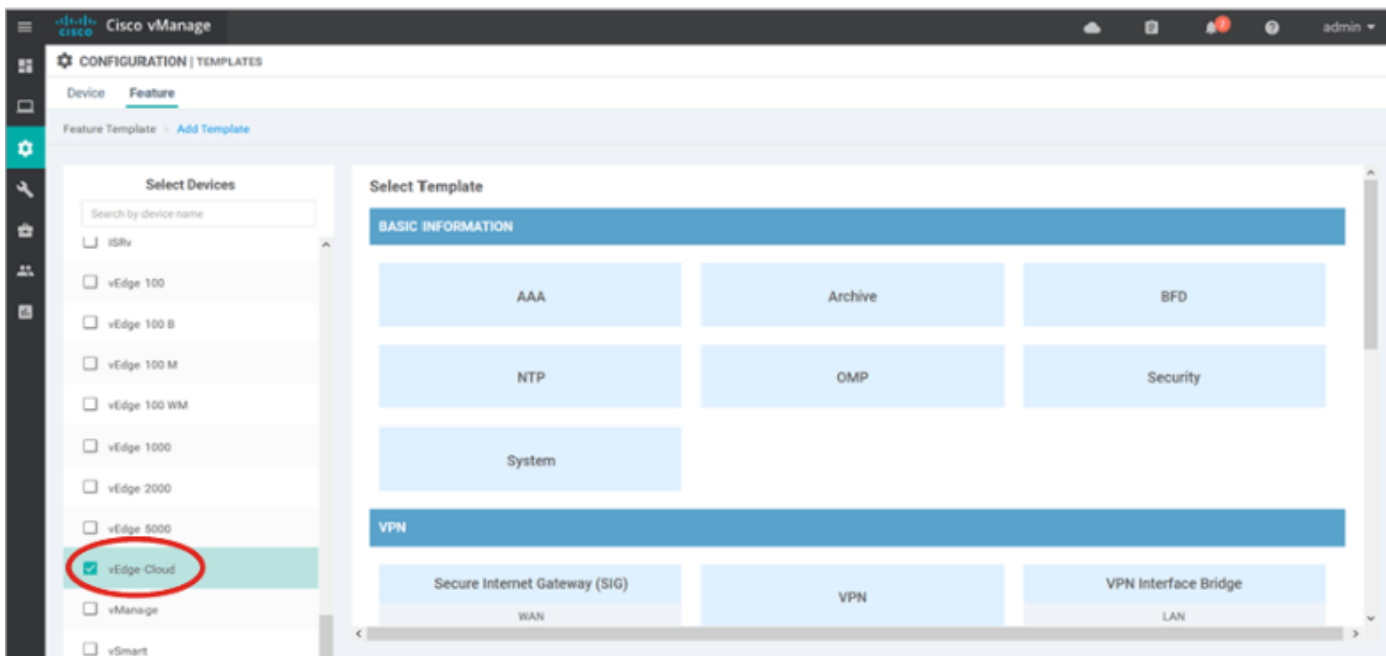 cisco Cisco vManage 2 admin
CONFIGURATION | TEMPLATES
Device Feature
Feature Template > Add Template
Select Devices
Search by device name
ISRv
vEdge 100
vEdge 100 B
vEdge 100 M
vEdge 100 WM
vEdge 1000
vEdge 2000
vEdge 5000
vEdge Cloud
vManage
vSmart
Select Template
BASIC INFORMATION
AAA Archive BFD
NTP OMP Security
System
VPN
Secure Internet Gateway (SIG) VPN VPN Interface Bridge
WAN LAN